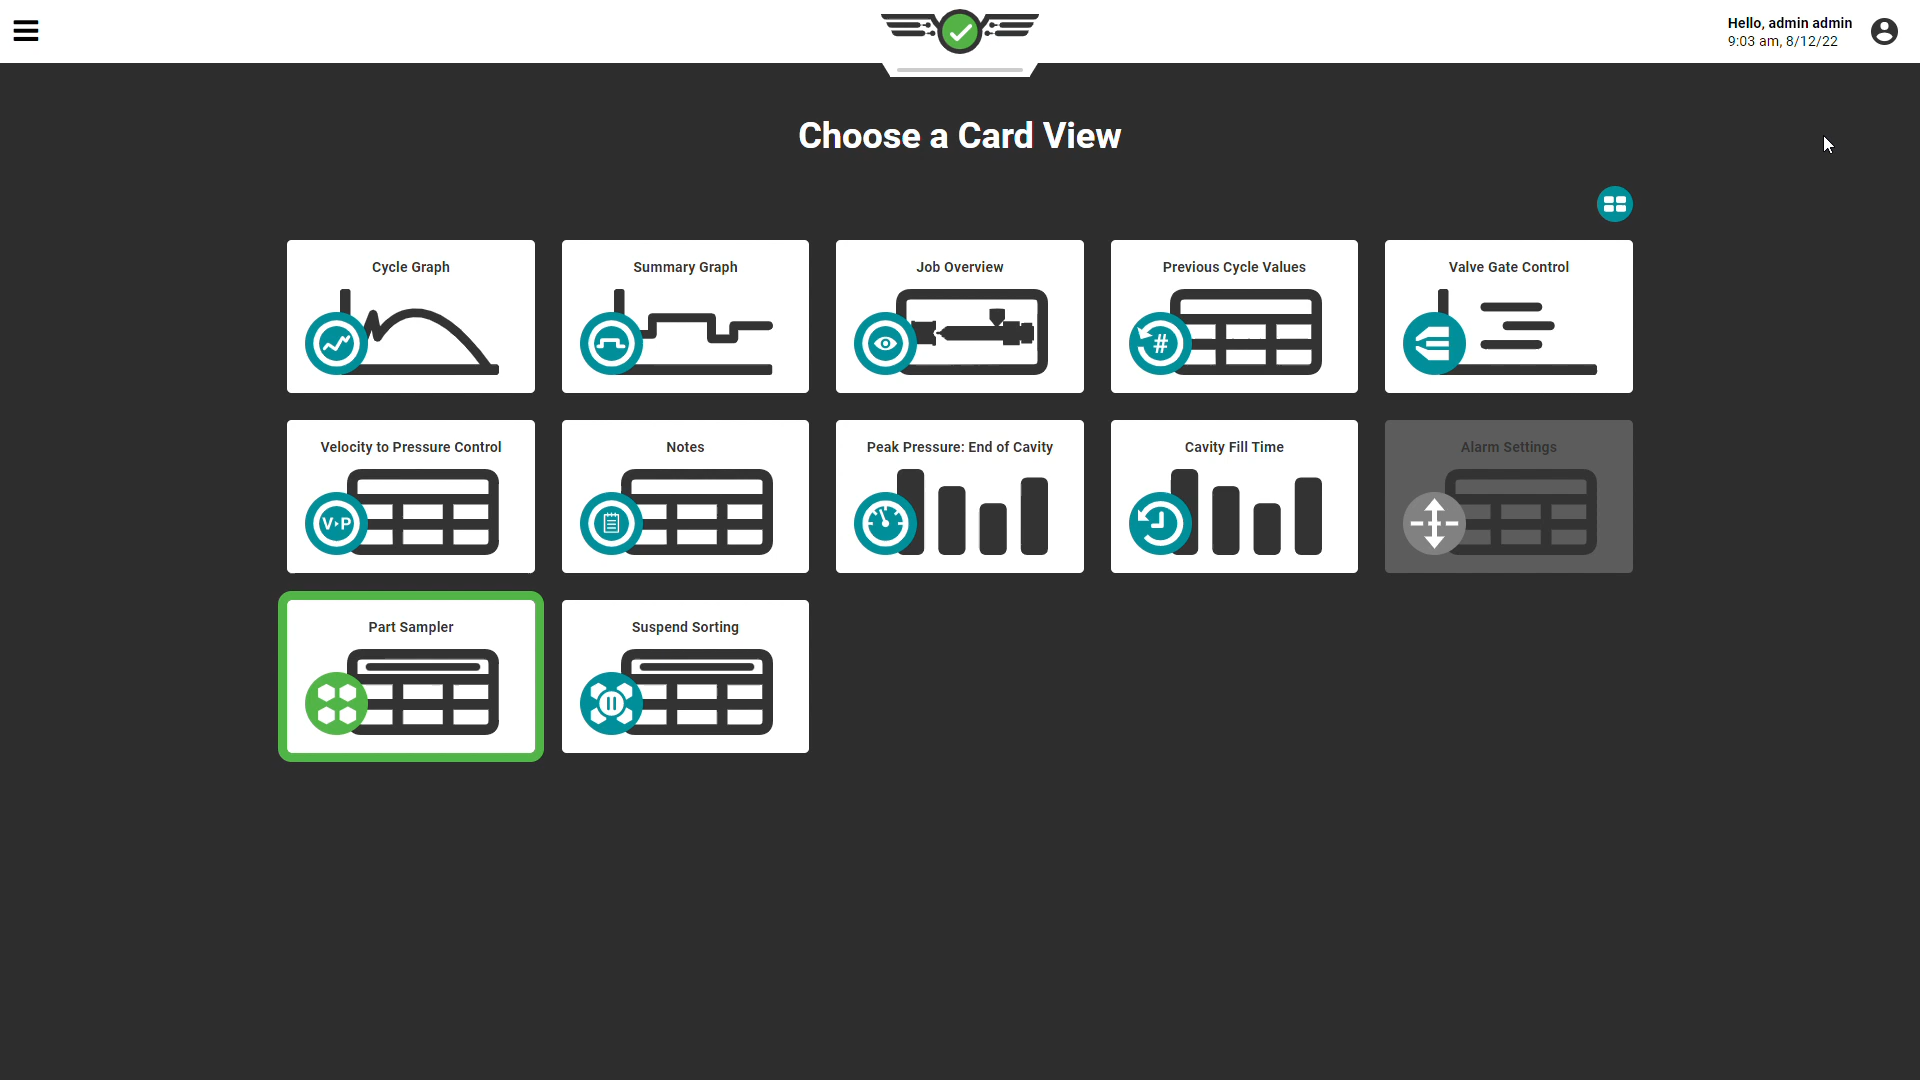 Hello, admin admin
9:03 am, 8/12/22
Choose a Card View
Cycle Graph
Summary Graph
Job Overview
Previous Cycle Values
Valve Gate Control
#
Velocity to Pressure Control
Notes
Peak Pressure: End of Cavity
Cavity Fill Time
Alarm Settings
V▸P
Part Sampler
Suspend Sorting